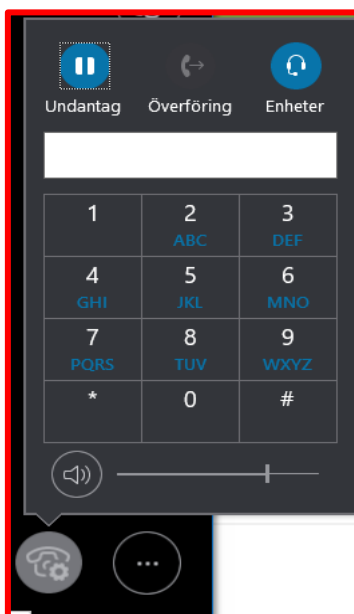 Undantag Överföring Enheter
1 2 3
ABC DEF
4 5 6
GHI JKL MNO
7 8 9
PQRS TUV WXYZ
* 0 #